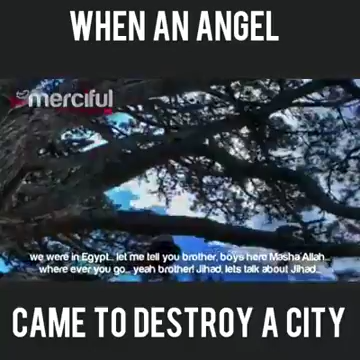 WHEN AN ANGEL
merciful
we were in Egypt... let me tell you brother, boys here Masha Allah...
where ever you go... yeah brother! Jihad, lets talk about Jihad...
CAME TO DESTROY A CITY